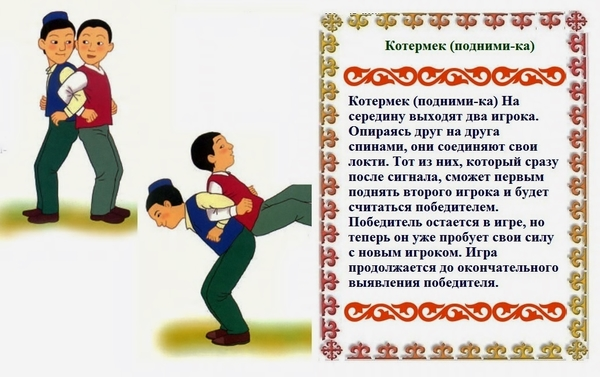 Котермек (подними-ка)
Котермек (подними-ка) На
середину выходят два игрока.
Опираясь друг на друга
спинами, они соединяют свои
локти. Тот из них, который сразу
после сигнала, сможет первым
поднять второго игрока и будет
считаться победителем.
Победитель остается в игре, но
теперь он уже пробует свои силу
с новым игроком. Игра
продолжается до окончательного
выявления победителя.